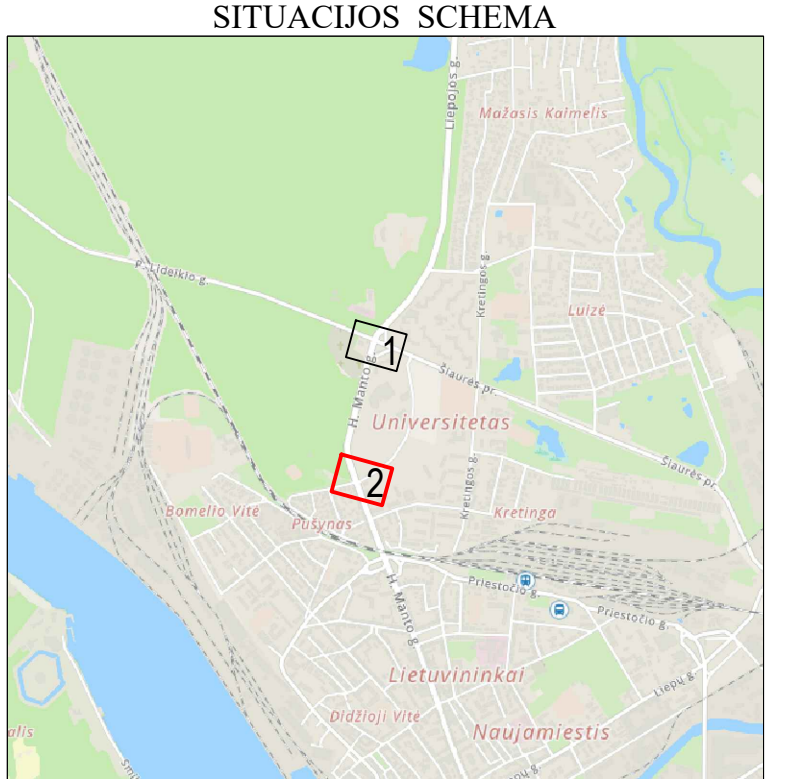 SITUACIJOS SCHEMA
Liepojos g.
Mažasis Kaimelis
P. Lideikio g.
Kretingos g.
Luizė
1
H. Manto g.
Šiaurės pr.
Universitetas
Šiaurės pr.
2
Kretingos g.
Bomelio Vitė
Pušynas
Kretinga
H. Manto g.
Priestočio g.
Priestočio g.
Lietuvininkai
Liepų g.
Didžioji Vitė
Naujamiestis
alis